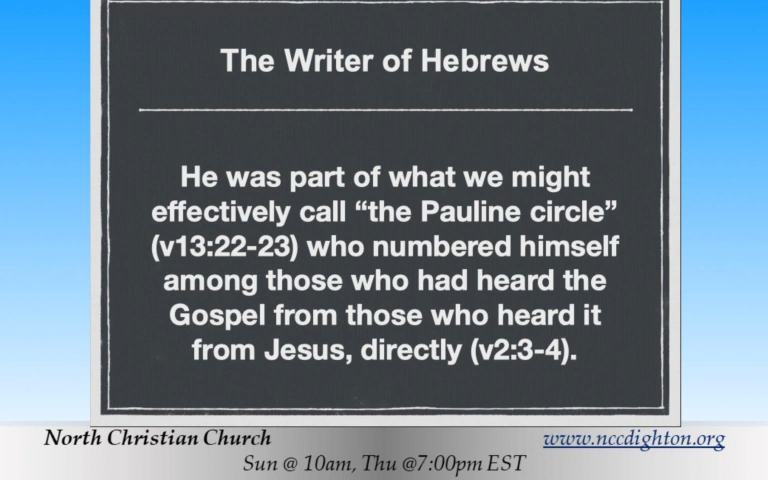 The Writer of Hebrews
He was part of what we might
effectively call “the Pauline circle”
(v13:22-23) who numbered himself
among those who had heard the
Gospel from those who heard it
from Jesus, directly (v2:3-4).
North Christian Church
www.nccdighton.org
Sun @ 10am, Thu @7:00pm EST